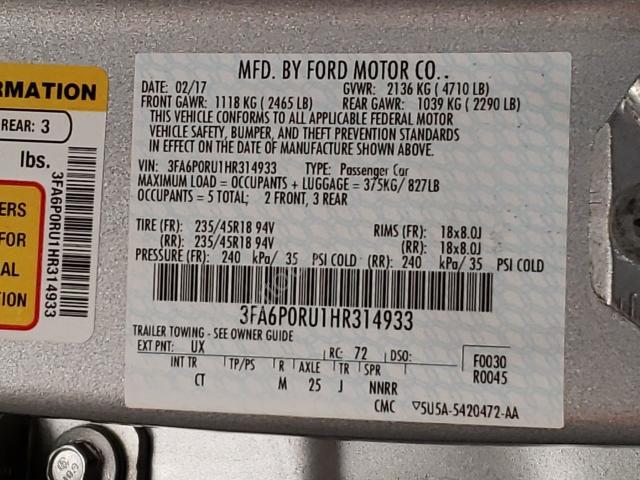 MFD. BY FORD MOTOR CO..
DATE: 02/17 GVWR: 2136 KG ( 4710 LB)
FRONT GAWR: 1118 KG ( 2465 LB) REAR GAWR: 1039 KG ( 2290 LB)
THIS VEHICLE CONFORMS TO ALL APPLICABLE FEDERAL MOTOR
VEHICLE SAFETY, BUMPER, AND THEFT PREVENTION STANDARDS
IN EFFECT ON THE DATE OF MANUFACTURE SHOWN ABOVE.
VIN: 3FA6P0RU1HR314933 TYPE: Passenger Car
MAXIMUM LOAD = OCCUPANTS + LUGGAGE = 375KG/ 827LB
OCCUPANTS = 5 TOTAL; 2 FRONT, 3 REAR
TIRE (FR): 235/45R18 94V RIMS (FR): 18x8.0J
(RR): 235/45R18 94V (RR): 18x8.0J
PRESSURE (FR): 240 kPa/ 35 PSI COLD (RR): 240 kPa/ 35 PSI COLD
3FA6P0RU1HR314933
TRAILER TOWING - SEE OWNER GUIDE
EXT PNT: UX RC: 72 DSO: F0030
INT TR TP/PS R AXLE TR SPR R0045
CT M 25 J NNRR
CMC 5U5A-5420472-AA
RMATION
REAR: 3
lbs.
3FA6P0RU1HR314933
ERS
FOR
AL
TION